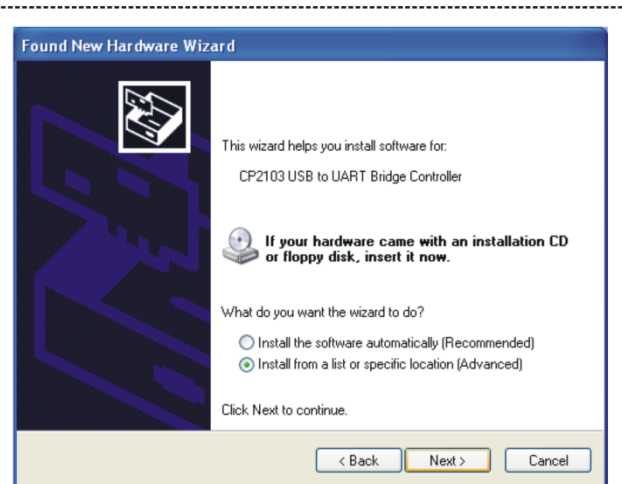 Found New Hardware Wizard
This wizard helps you install software for:
CP2103 USB to UART Bridge Controller
If your hardware came with an installation CD
or floppy disk, insert it now.
What do you want the wizard to do?
Install the software automatically (Recommended)
Install from a list or specific location (Advanced)
Click Next to continue.
< Back
Next >
Cancel